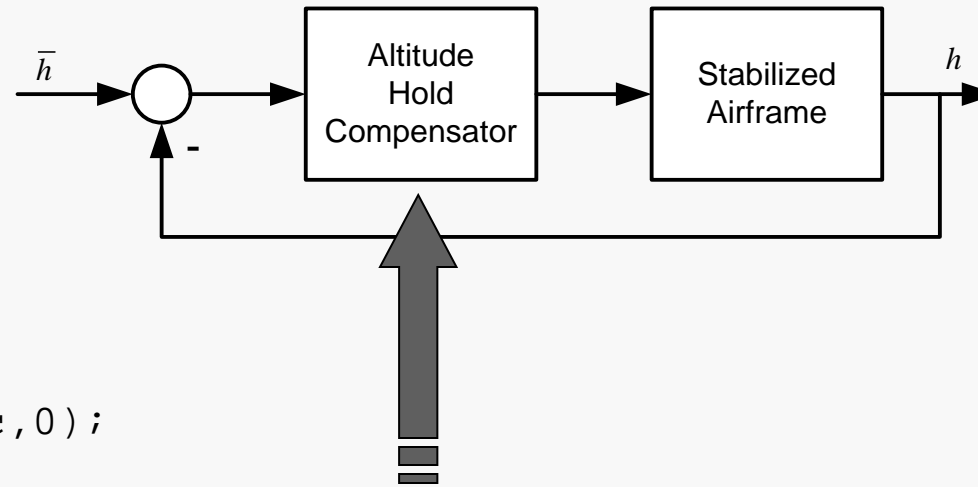 h̅
Altitude
Hold
Compensator
Stabilized
Airframe
h
-
,0);